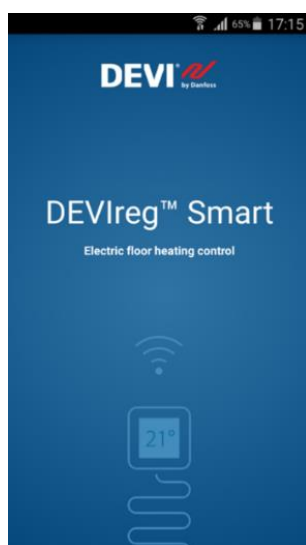 65% 17:15
DEVI
by Danfoss
DEVIreg™ Smart
Electric floor heating control
21°